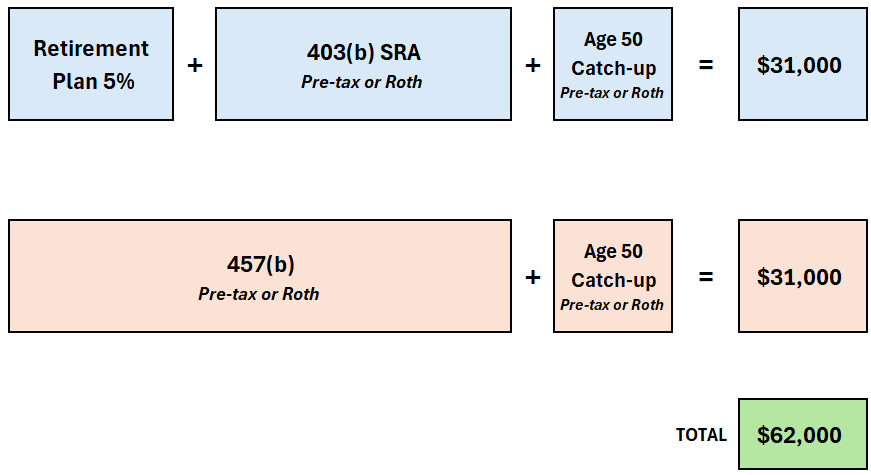 Retirement
Plan 5%
+
403(b) SRA
Pre-tax or Roth
+
Age 50
Catch-up
Pre-tax or Roth
=
$31,000
457(b)
Pre-tax or Roth
+
Age 50
Catch-up
Pre-tax or Roth
=
$31,000
TOTAL
$62,000